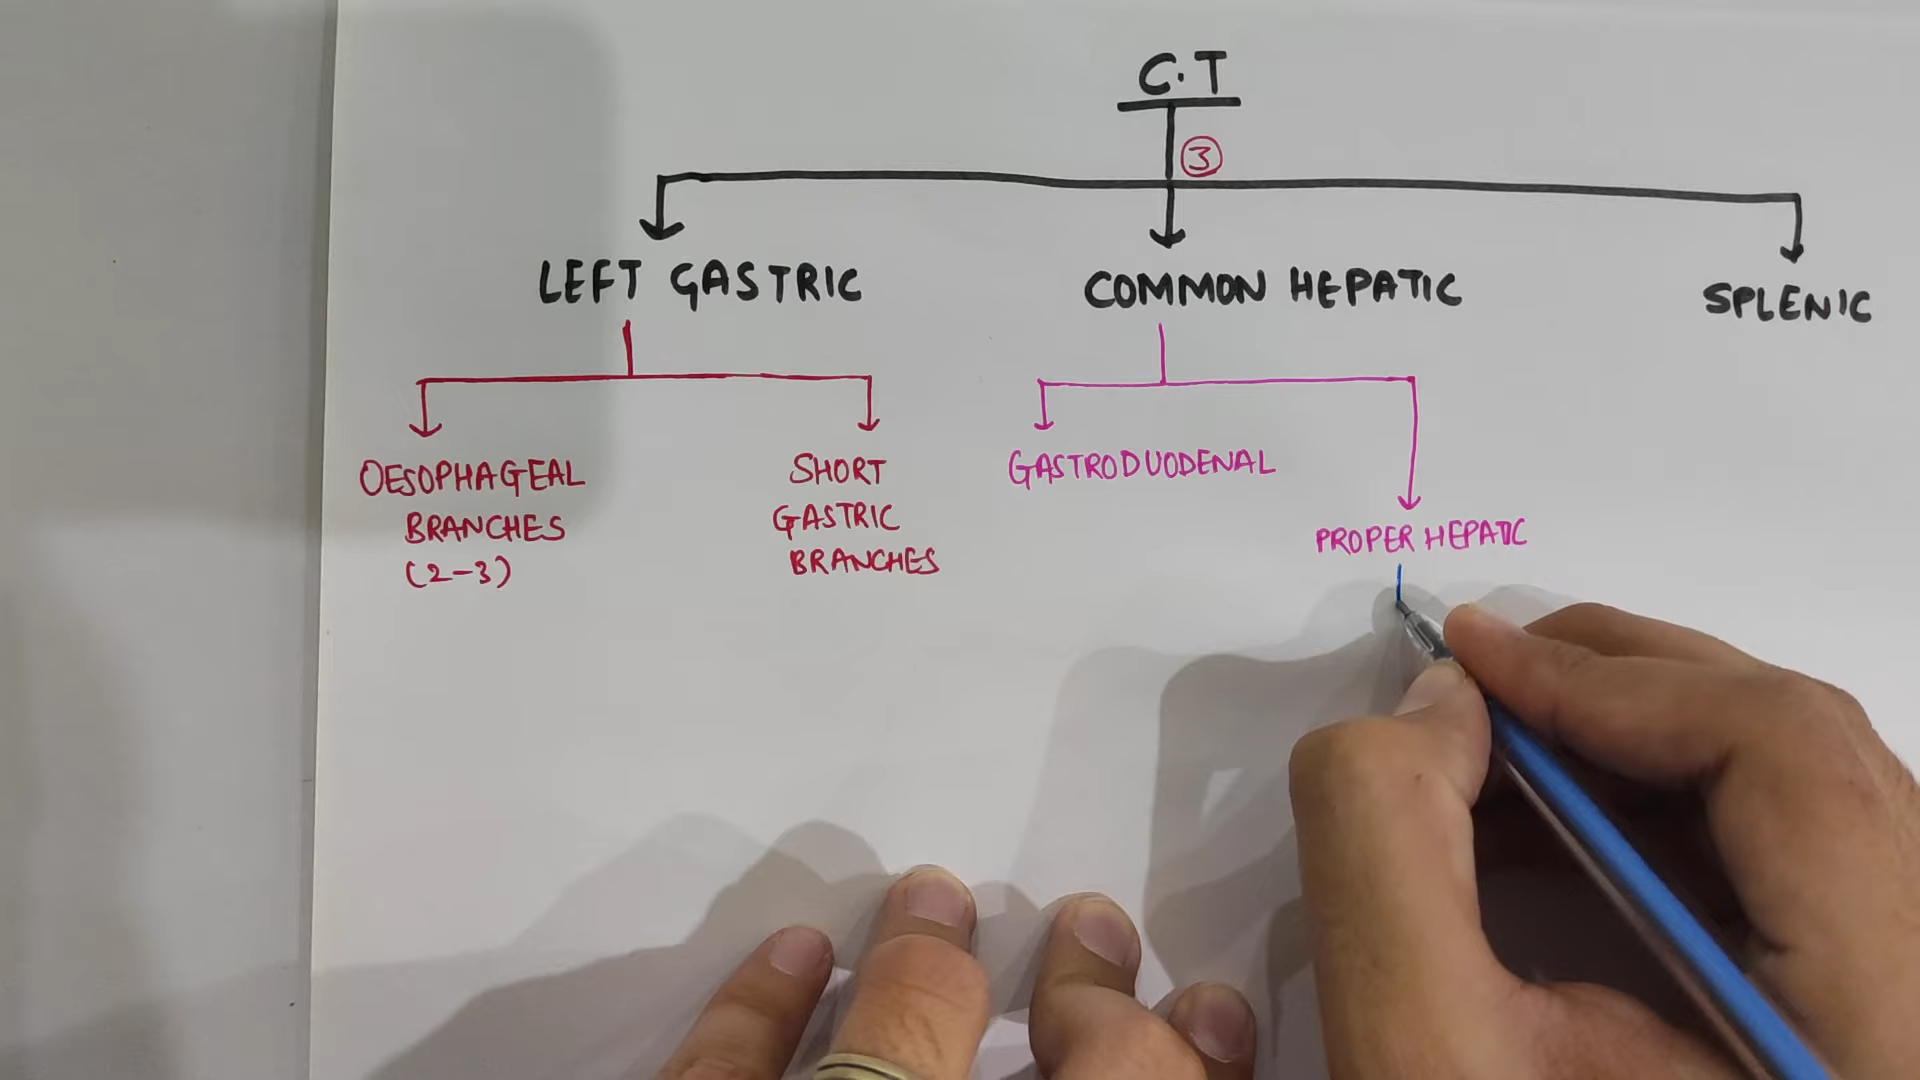 C.T
3
LEFT GASTRIC
COMMON HEPATIC
SPLENIC
OESOPHAGEAL
BRANCHES
(2-3)
SHORT
GASTRIC
BRANCHES
GASTRODUODENAL
PROPER HEPATIC